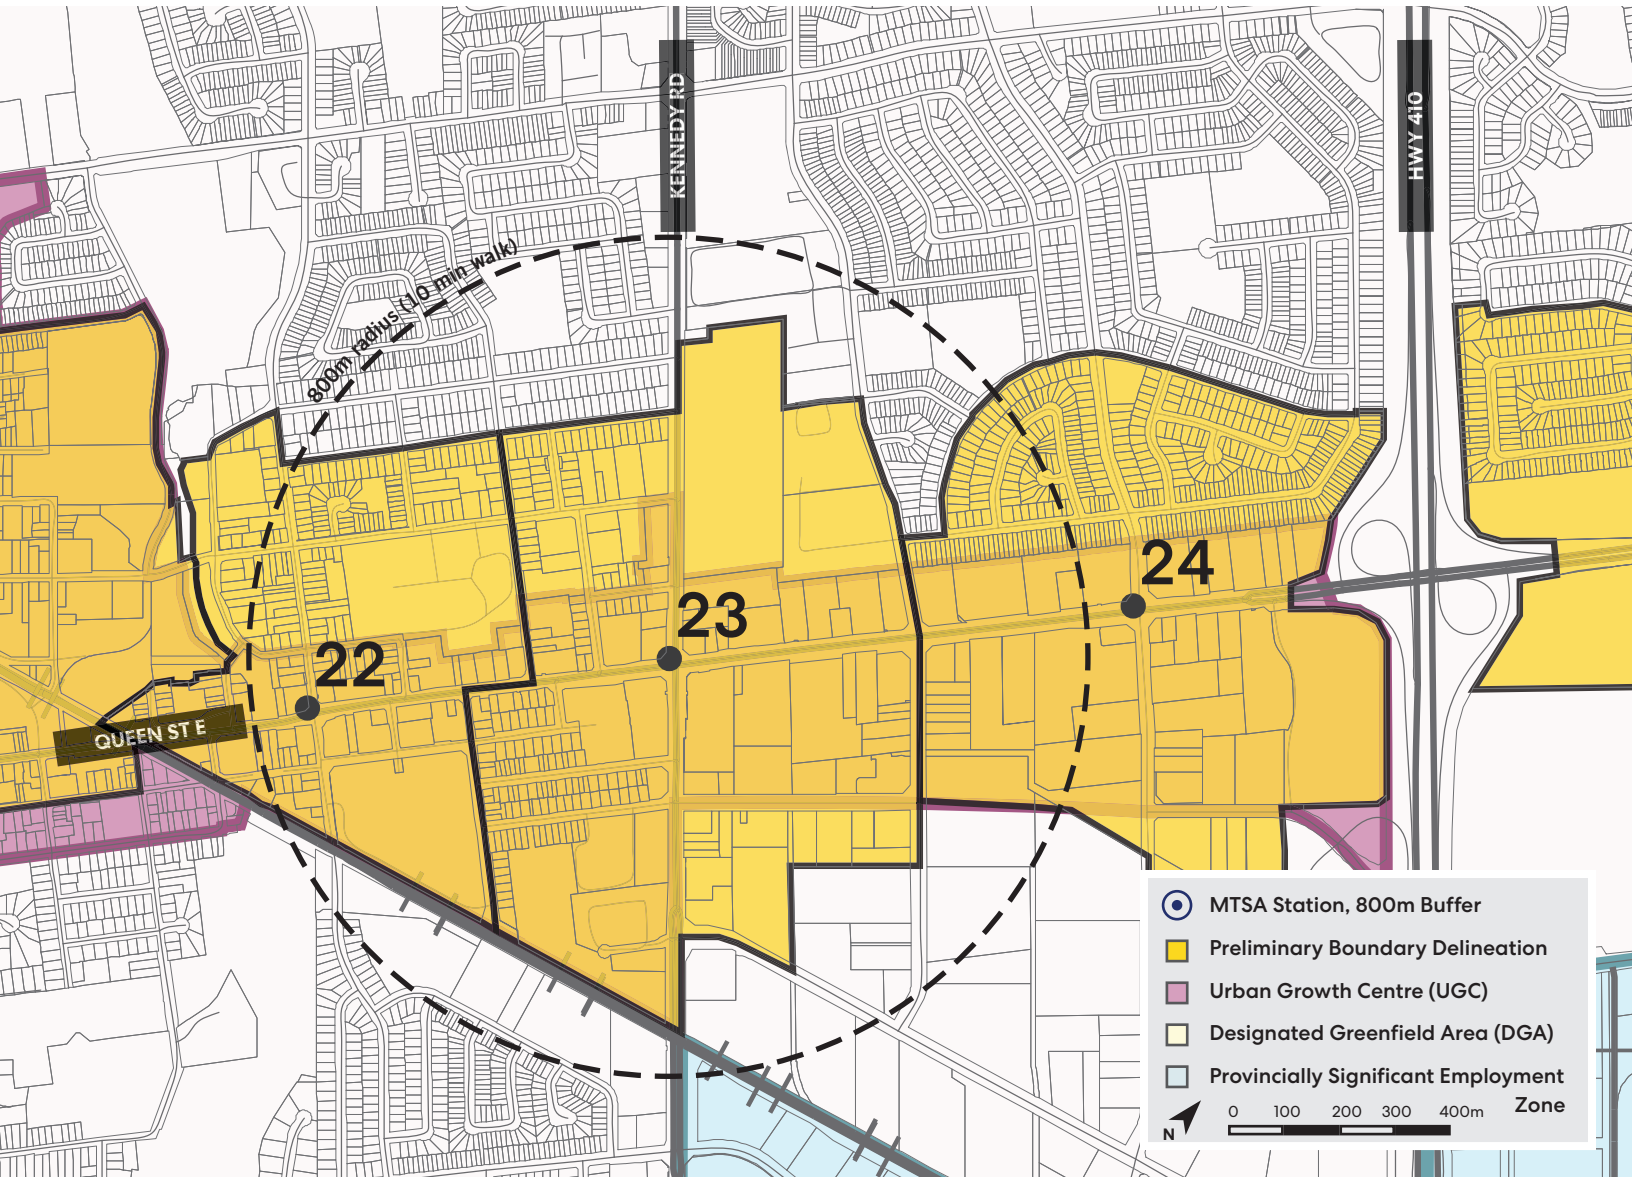 KENNEDY RD
HWY 410
800m radius (10 min walk)
24
23
22
QUEEN ST E
MTSA Station, 800m Buffer
Preliminary Boundary Delineation
Urban Growth Centre (UGC)
Designated Greenfield Area (DGA)
Provincially Significant Employment
Zone
0 100 200 300 400m
N